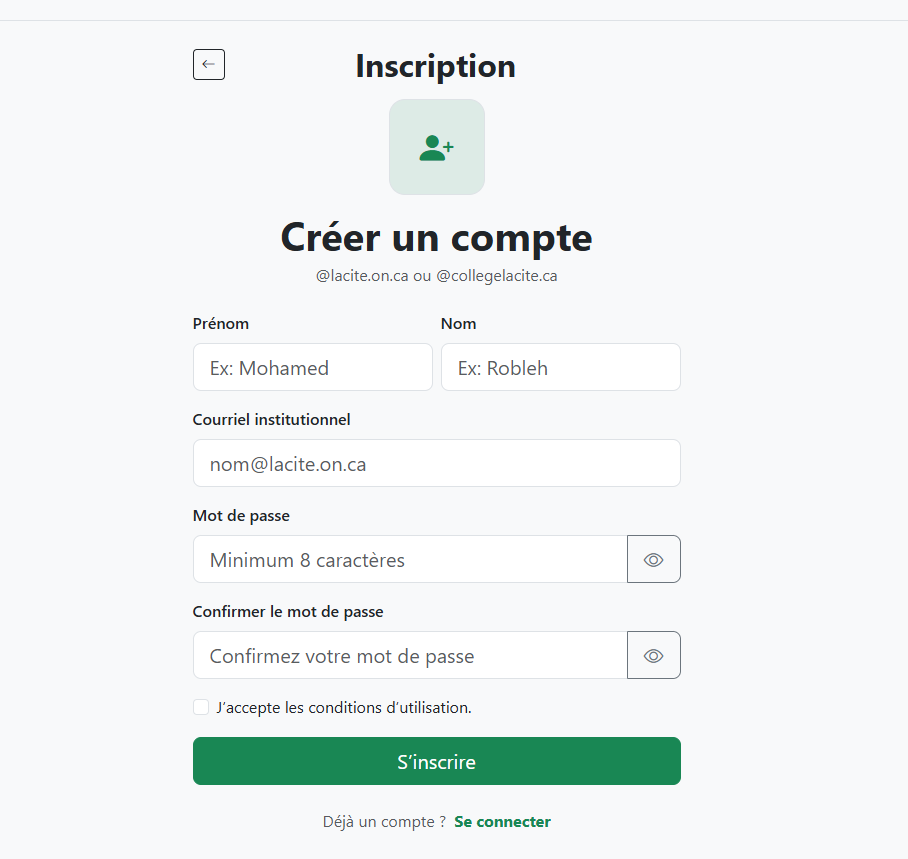 Inscription
Créer un compte
@lacite.on.ca ou @collegelacite.ca
Prénom
Nom
Ex: Mohamed
Ex: Robleh
Courriel institutionnel
nom@lacite.on.ca
Mot de passe
Minimum 8 caractères
Confirmer le mot de passe
Confirmez votre mot de passe
J’accepte les conditions d’utilisation.
S’inscrire
Déjà un compte ? Se connecter